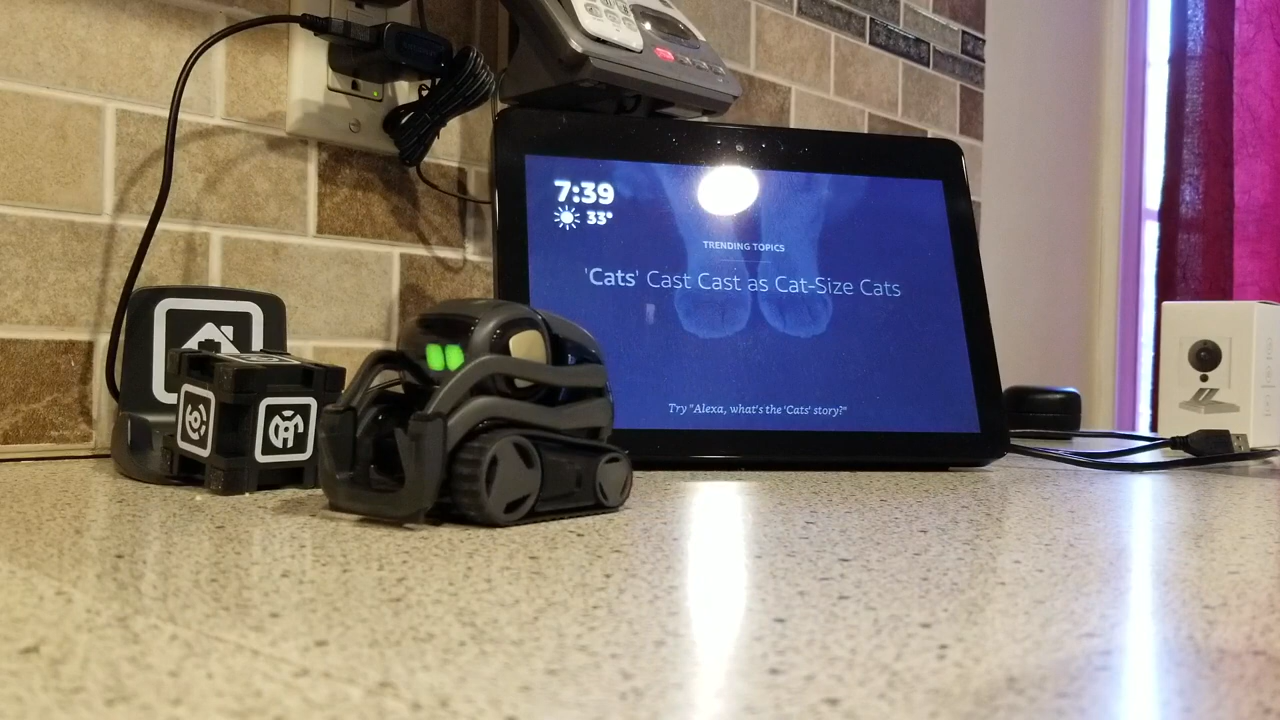 7:39
33°
TRENDING TOPICS
'Cats' Cast Cast as Cat-Size Cats
Try "Alexa, what's the 'Cats' story?"